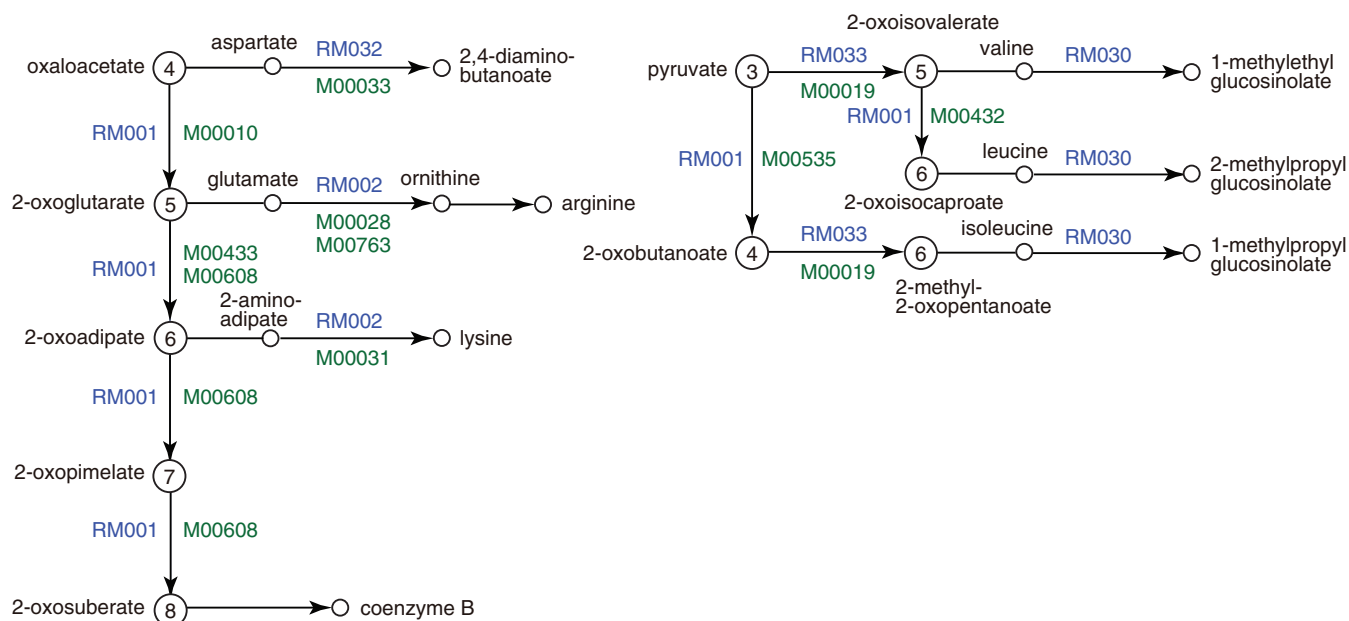 aspartate
RM032
oxaloacetate
4
2,4-diamino-
butanoate
M00033
RM001
M00010
glutamate
RM002
ornithine
2-oxoglutarate
5
arginine
M00028
M00763
RM001
M00433
M00608
2-amino-
adipate
RM002
2-oxoadipate
6
lysine
M00031
RM001
M00608
2-oxopimelate
7
RM001
M00608
2-oxosuberate
8
coenzyme B
2-oxoisovalerate
pyruvate
3
RM033
5
valine
RM030
1-methylethyl
glucosinolate
M00019
RM001
M00432
RM001
M00535
leucine
RM030
6
2-methylpropyl
glucosinolate
2-oxoisocaproate
2-oxobutanoate
4
RM033
6
isoleucine
RM030
1-methylpropyl
glucosinolate
M00019
2-methyl-
2-oxopentanoate